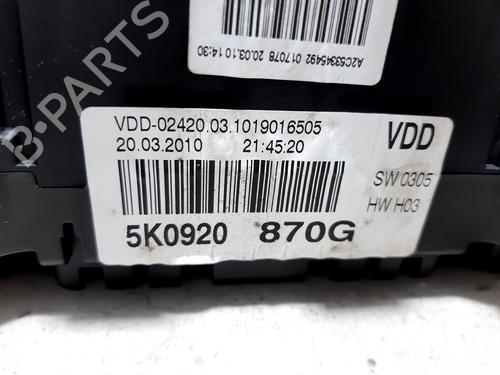 A2C53345492 017078 20.03.10 14:30
VDD-02420.03.1019016505
20.03.2010 21:45:20
VDD
SW 0305
HW H03
5K0920 870G
B-PARTS